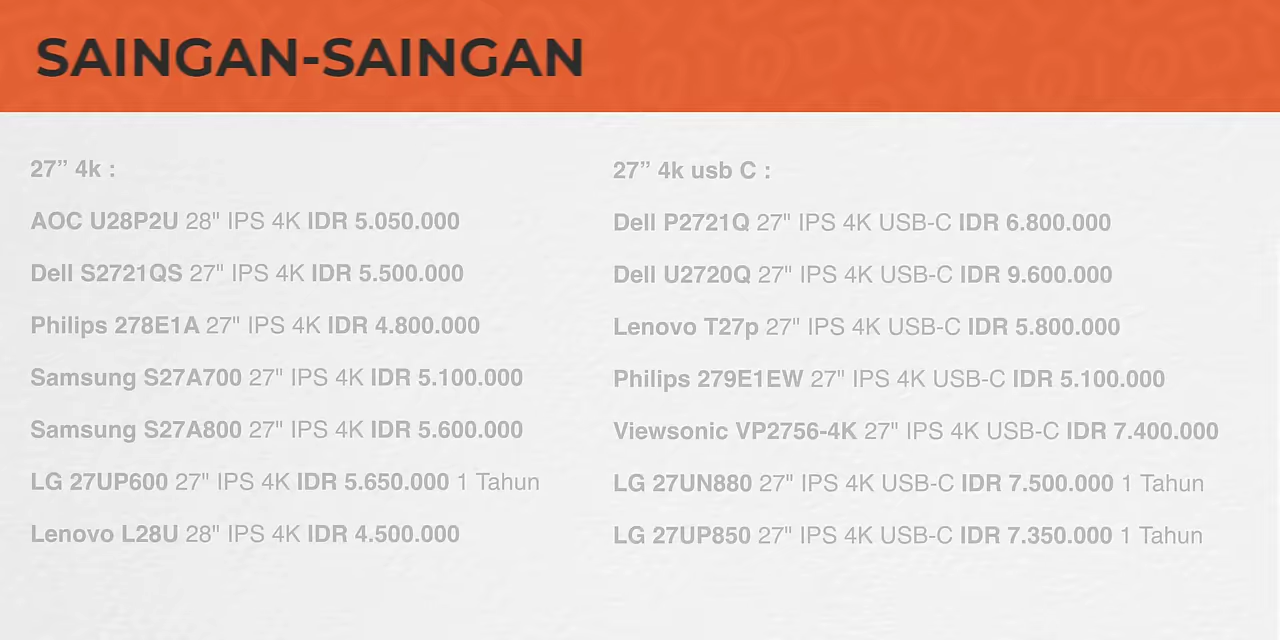 SAINGAN-SAINGAN
27” 4k :
AOC U28P2U 28" IPS 4K IDR 5.050.000
Dell S2721QS 27" IPS 4K IDR 5.500.000
Philips 278E1A 27" IPS 4K IDR 4.800.000
Samsung S27A700 27" IPS 4K IDR 5.100.000
Samsung S27A800 27" IPS 4K IDR 5.600.000
LG 27UP600 27" IPS 4K IDR 5.650.000 1 Tahun
Lenovo L28U 28" IPS 4K IDR 4.500.000
27” 4k usb C :
Dell P2721Q 27" IPS 4K USB-C IDR 6.800.000
Dell U2720Q 27" IPS 4K USB-C IDR 9.600.000
Lenovo T27p 27" IPS 4K USB-C IDR 5.800.000
Philips 279E1EW 27" IPS 4K USB-C IDR 5.100.000
Viewsonic VP2756-4K 27" IPS 4K USB-C IDR 7.400.000
LG 27UN880 27" IPS 4K USB-C IDR 7.500.000 1 Tahun
LG 27UP850 27" IPS 4K USB-C IDR 7.350.000 1 Tahun